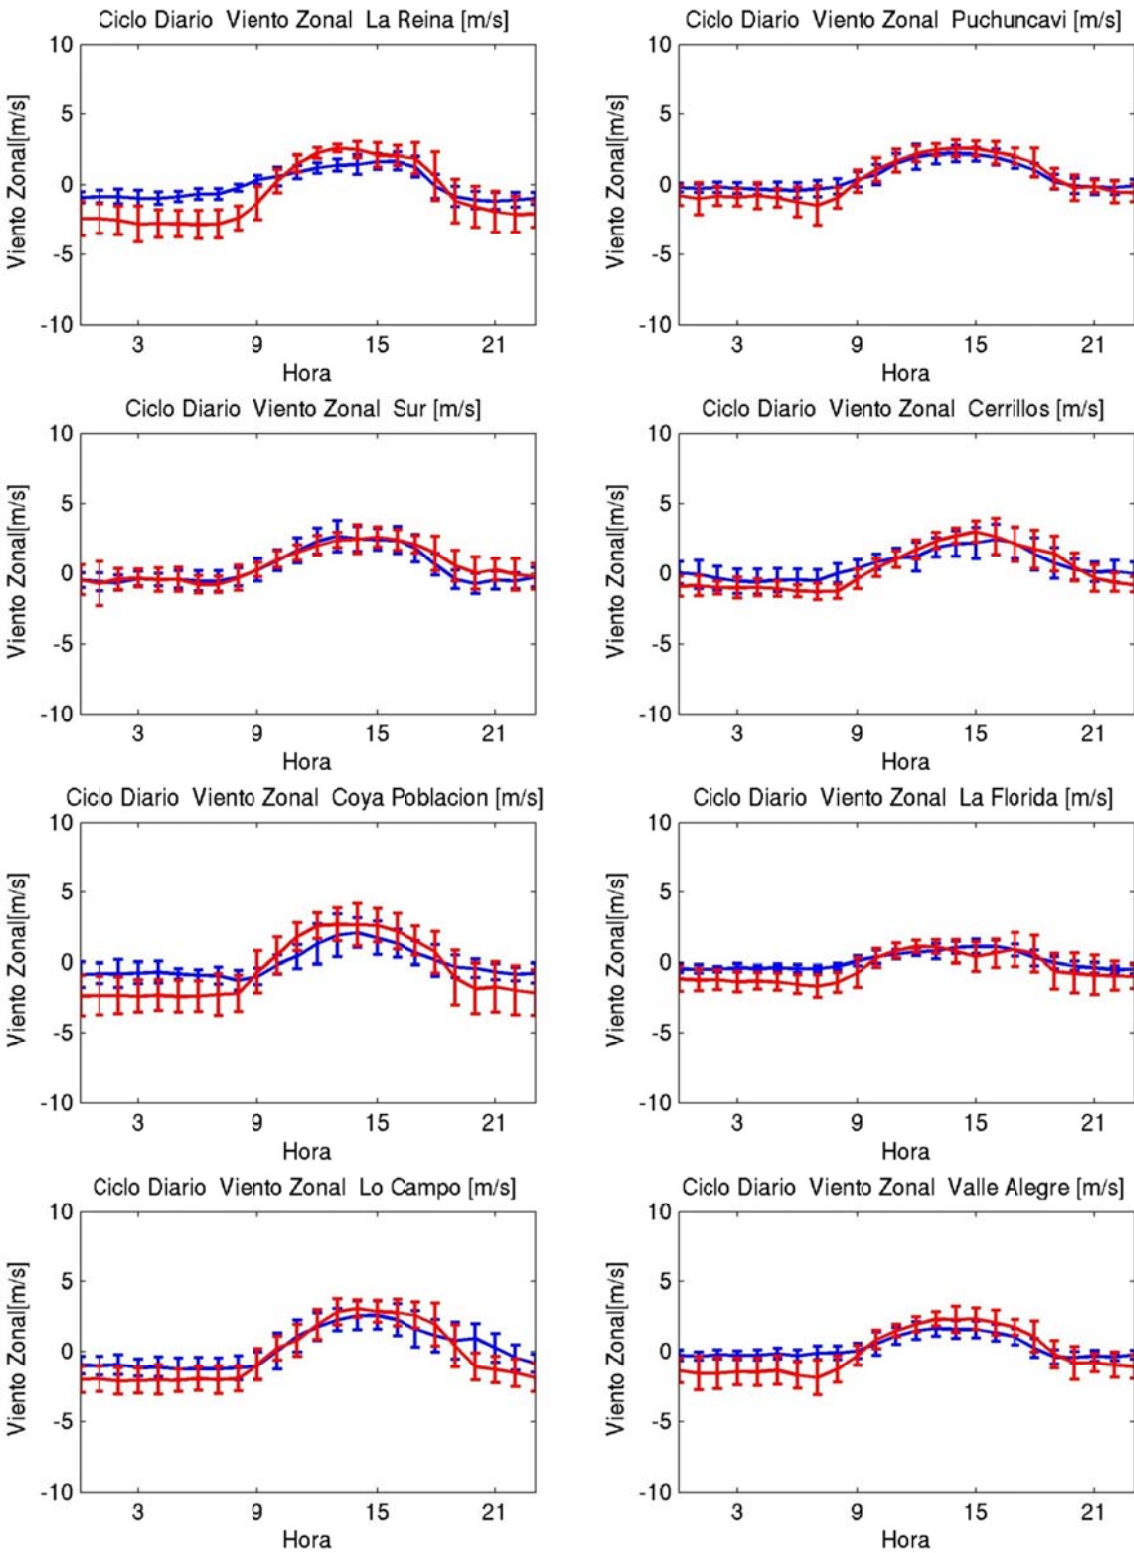 Ciclo Diario Viento Zonal La Reina [m/s]
10
5
0
-5
-10
Viento Zonal[m/s]
3 9 15 21
Hora
Ciclo Diario Viento Zonal Puchuncavi [m/s]
10
5
0
-5
-10
Viento Zonal[m/s]
3 9 15 21
Hora
Ciclo Diario Viento Zonal Sur [m/s]
10
5
0
-5
-10
Viento Zonal[m/s]
3 9 15 21
Hora
Ciclo Diario Viento Zonal Cerrillos [m/s]
10
5
0
-5
-10
Viento Zonal[m/s]
3 9 15 21
Hora
Ciclo Diario Viento Zonal Coya Poblacion [m/s]
10
5
0
-5
-10
Viento Zonal[m/s]
3 9 15 21
Hora
Ciclo Diario Viento Zonal La Florida [m/s]
10
5
0
-5
-10
Viento Zonal[m/s]
3 9 15 21
Hora
Ciclo Diario Viento Zonal Lo Campo [m/s]
10
5
0
-5
-10
Viento Zonal[m/s]
3 9 15 21
Hora
Ciclo Diario Viento Zonal Valle Alegre [m/s]
10
5
0
-5
-10
Viento Zonal[m/s]
3 9 15 21
Hora